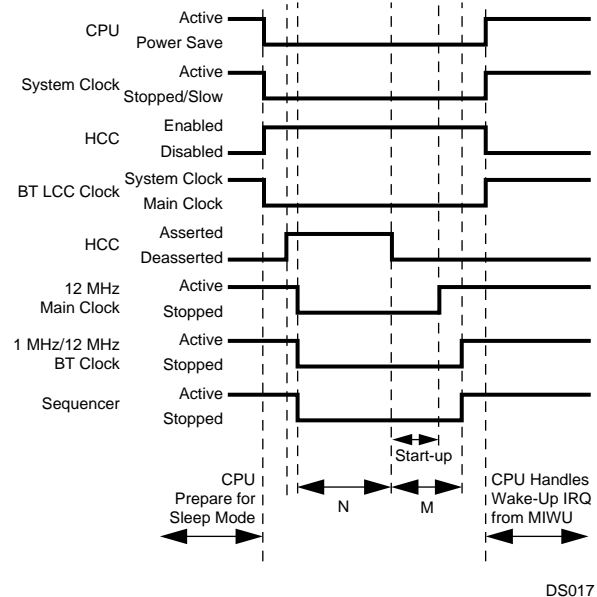 CPU
Active
Power Save
System Clock
Active
Stopped/Slow
HCC
Enabled
Disabled
BT LCC Clock
System Clock
Main Clock
HCC
Asserted
Deasserted
12 MHz
Main Clock
Active
Stopped
1 MHz/12 MHz
BT Clock
Active
Stopped
Sequencer
Active
Stopped
Start-up
CPU
Prepare for
Sleep Mode
N
M
CPU Handles
Wake-Up IRQ
from MIWU
DS017